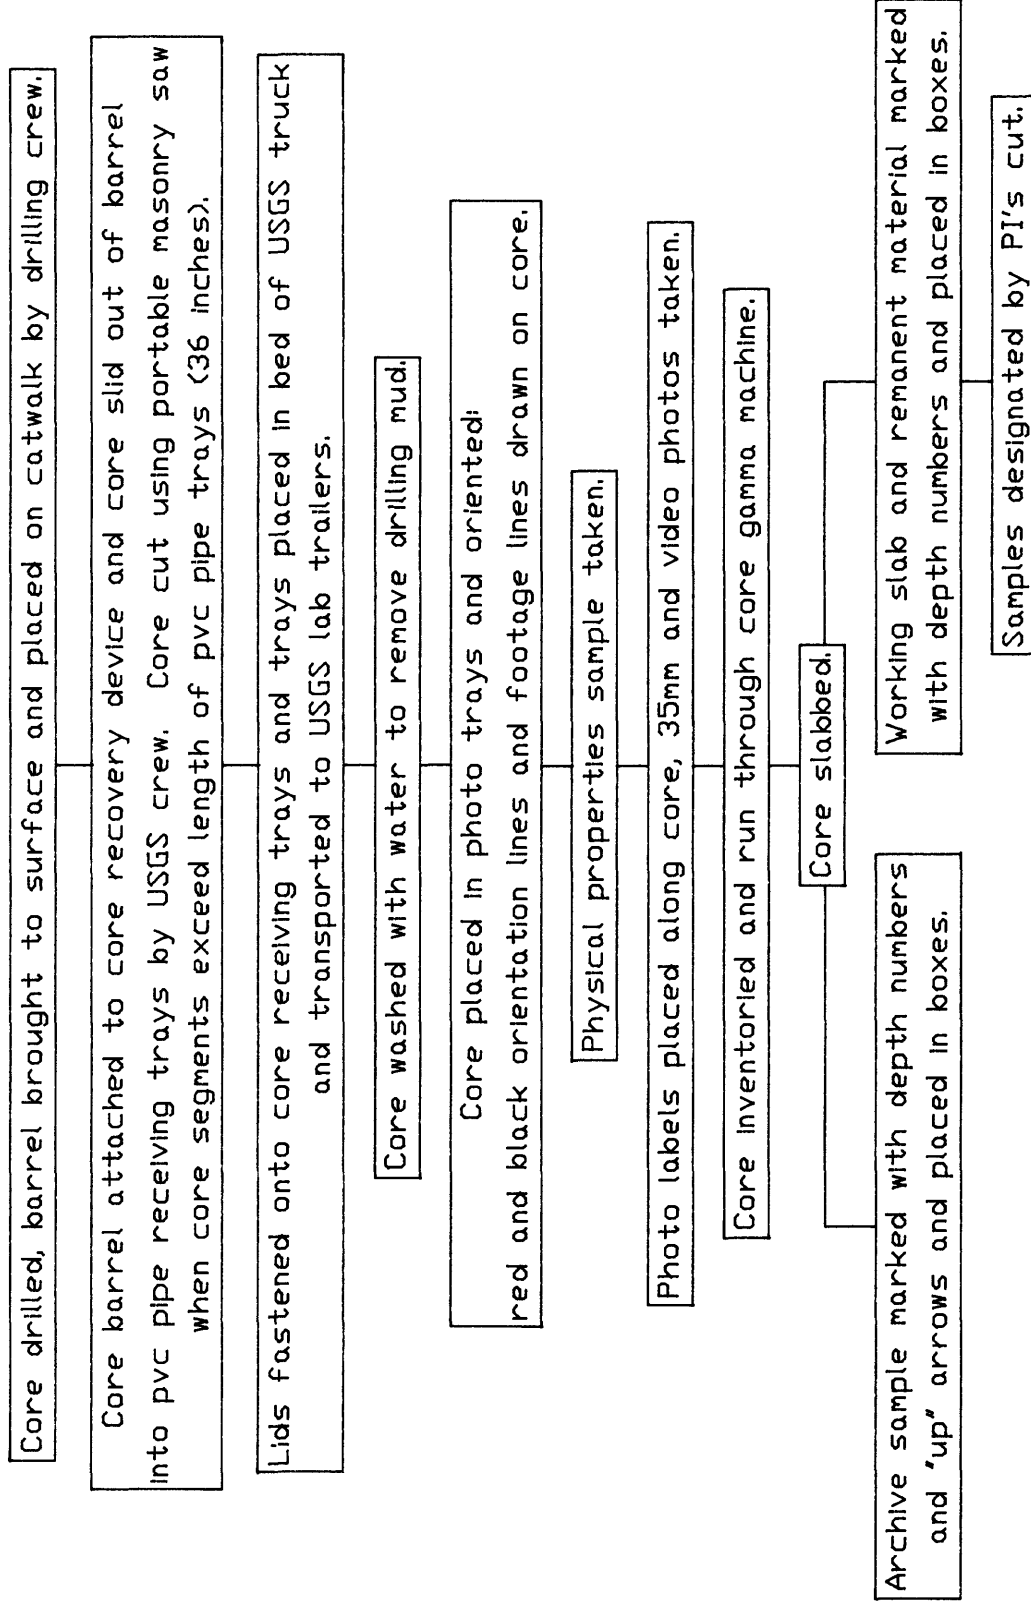 Core drilled, barrel brought to surface and placed on catwalk by drilling crew.
Core barrel attached to core recovery device and core slid out of barrel
into pvc pipe receiving trays by USGS crew. Core cut using portable masonry saw
when core segments exceed length of pvc pipe trays (36 inches).
Lids fastened onto core receiving trays and trays placed in bed of USGS truck
and transported to USGS lab trailers.
Core washed with water to remove drilling mud.
Core placed in photo trays and oriented:
red and black orientation lines and footage lines drawn on core.
Physical properties sample taken.
Photo labels placed along core, 35mm and video photos taken.
Core inventoried and run through core gamma machine.
Core slabbed.
Archive sample marked with depth numbers
and "up" arrows and placed in boxes.
Working slab and remanent material marked
with depth numbers and placed in boxes.
Samples designated by PI's cut.